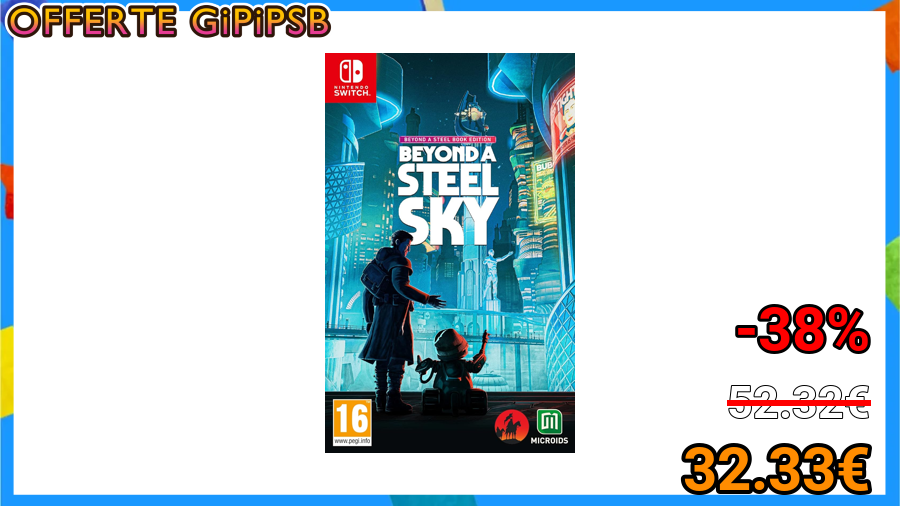 OFFERTE GiPiPSB
NINTENDO
SWITCH.
BEYOND A STEEL BOOK EDITION
BEYOND A
STEEL
SKY
BUB
16
www.pegi.info
MICROIDS
-38%
52.32€
32.33€